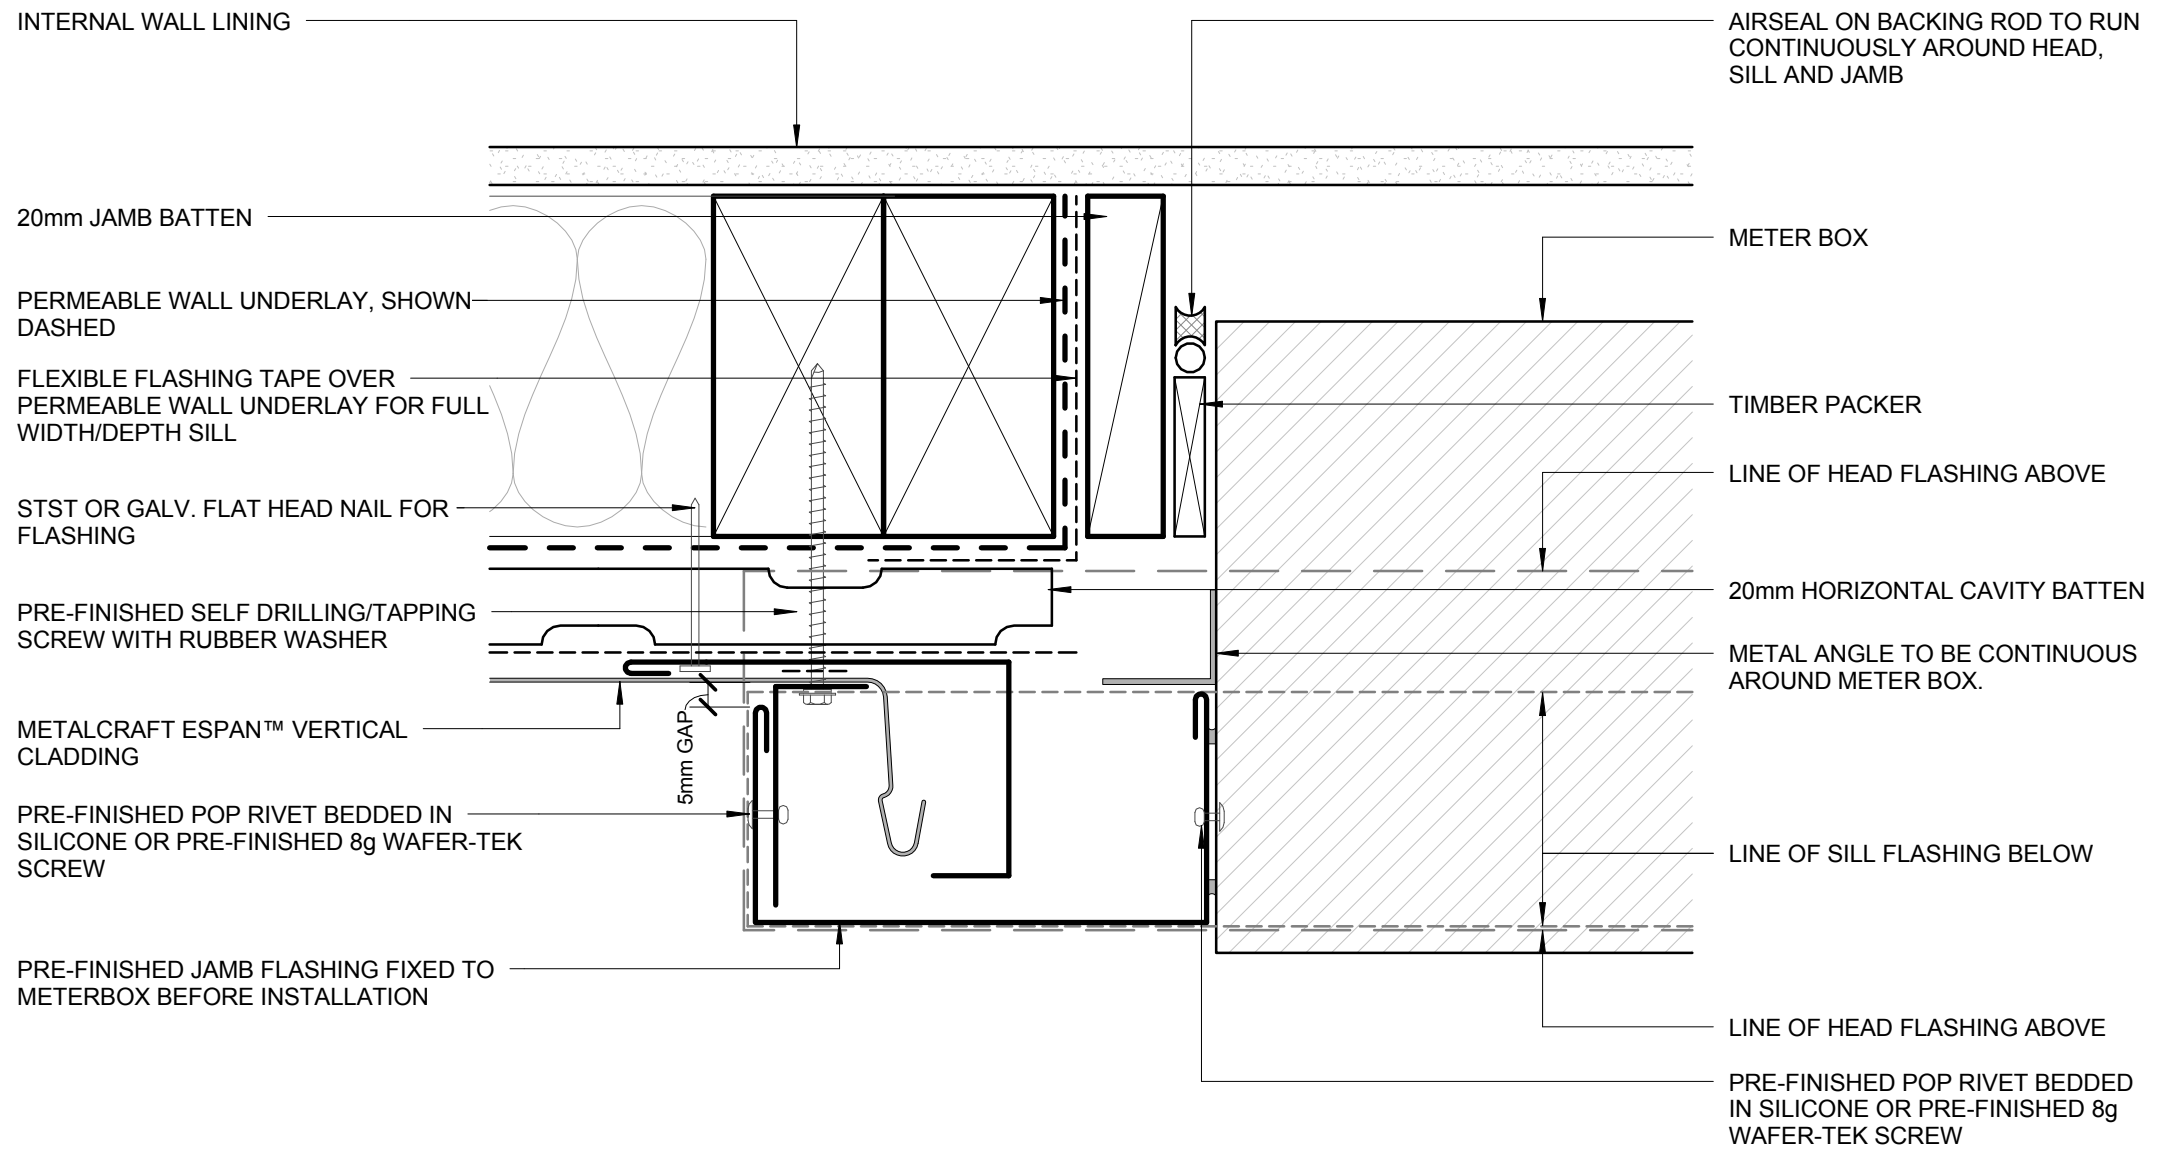 INTERNAL WALL LINING
20mm JAMB BATTEN
PERMEABLE WALL UNDERLAY, SHOWN
DASHED
FLEXIBLE FLASHING TAPE OVER
PERMEABLE WALL UNDERLAY FOR FULL
WIDTH/DEPTH SILL
STST OR GALV. FLAT HEAD NAIL FOR
FLASHING
PRE-FINISHED SELF DRILLING/TAPPING
SCREW WITH RUBBER WASHER
METALCRAFT ESPAN™ VERTICAL
CLADDING
PRE-FINISHED POP RIVET BEDDED IN
SILICONE OR PRE-FINISHED 8g WAFER-TEK
SCREW
PRE-FINISHED JAMB FLASHING FIXED TO
METERBOX BEFORE INSTALLATION
5mm GAP
AIRSEAL ON BACKING ROD TO RUN
CONTINUOUSLY AROUND HEAD,
SILL AND JAMB
METER BOX
TIMBER PACKER
LINE OF HEAD FLASHING ABOVE
20mm HORIZONTAL CAVITY BATTEN
METAL ANGLE TO BE CONTINUOUS
AROUND METER BOX.
LINE OF SILL FLASHING BELOW
LINE OF HEAD FLASHING ABOVE
PRE-FINISHED POP RIVET BEDDED
IN SILICONE OR PRE-FINISHED 8g
WAFER-TEK SCREW